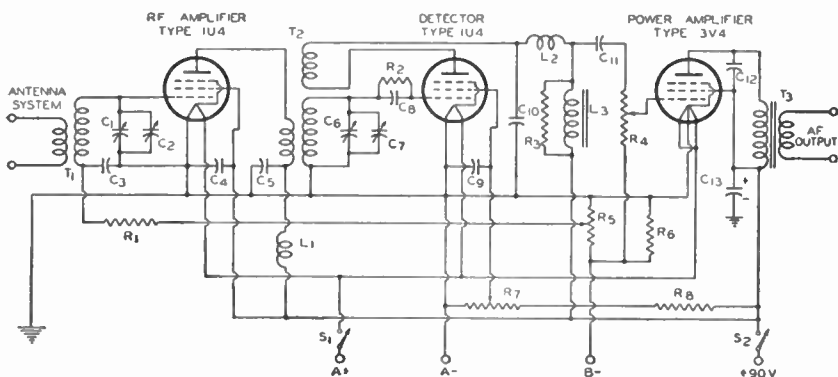 RF AMPLIFIER
TYPE 1U4
DETECTOR
TYPE 1U4
POWER AMPLIFIER
TYPE 3V4
ANTENNA
SYSTEM
T1
C1
C2
C3
C4
C5
R1
L1
T2
R2
C8
C6
C7
C9
C10
L2
C11
R3
L3
R4
C12
T3
AF
OUTPUT
C13
+
-
R5
R6
R7
R8
S1
S2
A+
A-
B-
+90V